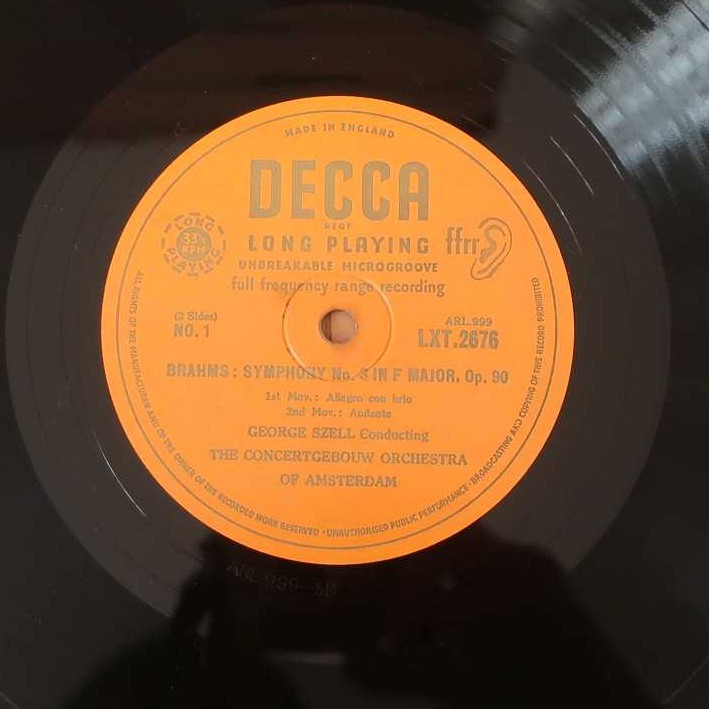 MADE IN ENGLAND
DECCA
REGD
LONG PLAYING
ffrr
LONG PLAYING
33⅓
RPM
UNBREAKABLE MICROGROOVE
full frequency range recording
(2 Sides)
NO. 1
ARL.999
LXT.2676
BRAHMS : SYMPHONY No. 3 IN F MAJOR, Op. 90
1st Mov.: Allegro con brio
2nd Mov.: Andante
GEORGE SZELL Conducting
THE CONCERTGEBOUW ORCHESTRA
OF AMSTERDAM
ALL RIGHTS OF THE MANUFACTURER AND OF THE OWNER OF THE RECORDED WORK RESERVED · UNAUTHORISED PUBLIC PERFORMANCE · BROADCASTING AND COPYING OF THIS RECORD PROHIBITED